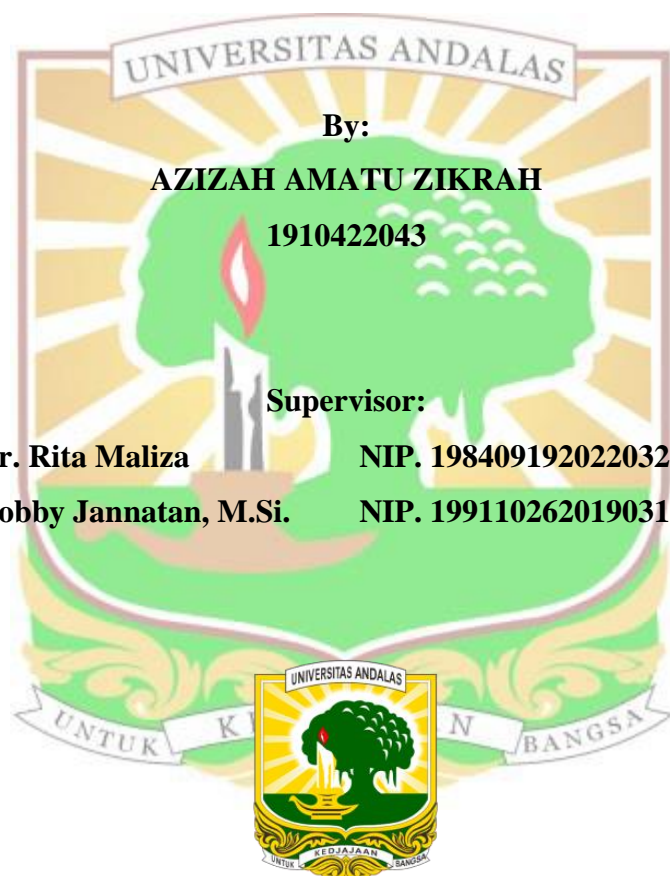 UNIVERSITAS ANDALAS
By:
AZIZAH AMATU ZIKRAH
1910422043
Supervisor:
r. Rita Maliza NIP. 198409192022032
obby Jannatan, M.Si. NIP. 199110262019031
UNIVERSITAS ANDALAS
UNTUK K N BANGSA
UNTUK KEDJAJAAN BANGSA